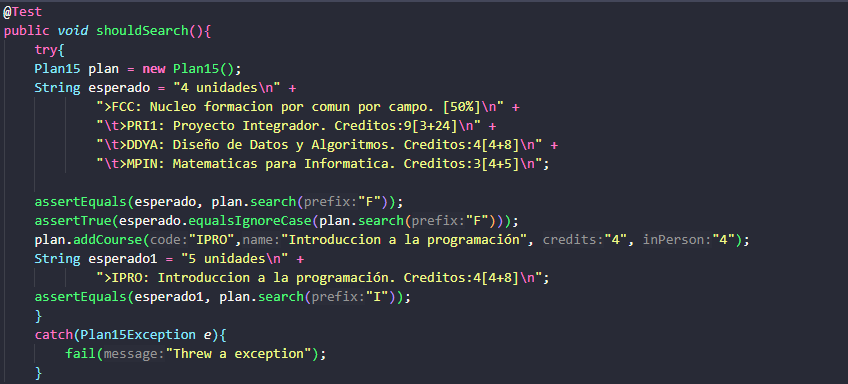 @Test
public void shouldSearch(){
try{
Plan15 plan = new Plan15();
String esperado = "4 unidades\n" +
">FCC: Nucleo formacion por comun por campo. [50%]\n" +
"\t>PRI1: Proyecto Integrador. Creditos:9[3+24]\n" +
"\t>DDYA: Diseño de Datos y Algoritmos. Creditos:4[4+8]\n" +
"\t>MPIN: Matematicas para Informatica. Creditos:3[4+5]\n";
assertEquals(esperado, plan.search(prefix:"F"));
assertTrue(esperado.equalsIgnoreCase(plan.search(prefix:"F")));
plan.addCourse(code:"IPRO",name:"Introduccion a la programación", credits:"4", inPerson:"4");
String esperado1 = "5 unidades\n" +
">IPRO: Introduccion a la programación. Creditos:4[4+8]\n";
assertEquals(esperado1, plan.search(prefix:"I"));
}
catch(Plan15Exception e){
fail(message:"Threw a exception");
}